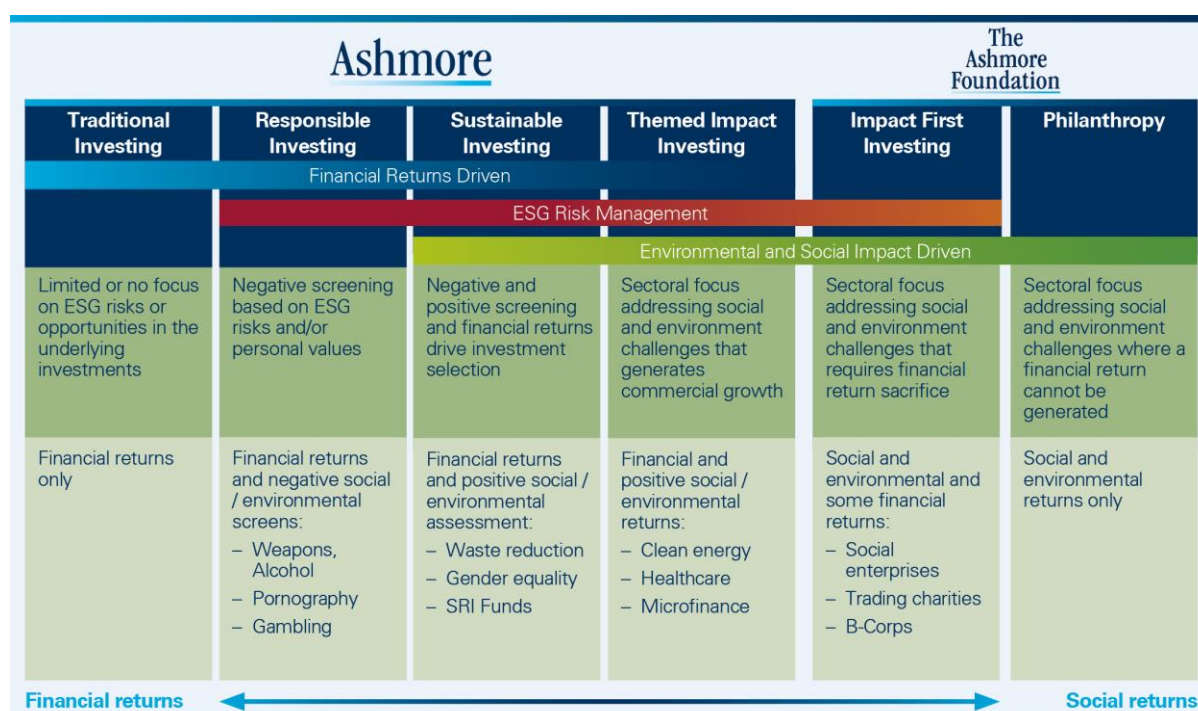 Ashmore
The
Ashmore
Foundation
Traditional
Investing
Responsible
Investing
Sustainable
Investing
Themed Impact
Investing
Impact First
Investing
Philanthropy
Financial Returns Driven
ESG Risk Management
Environmental and Social Impact Driven
Limited or no focus
on ESG risks or
opportunities in the
underlying
investments
Negative screening
based on ESG
risks and/or
personal values
Negative and
positive screening
and financial returns
drive investment
selection
Sectoral focus
addressing social
and environment
challenges that
generates
commercial growth
Sectoral focus
addressing social
and environment
challenges that
requires financial
return sacrifice
Sectoral focus
addressing social
and environment
challenges where a
financial return
cannot be
generated
Financial returns
only
Financial returns
and negative social
/ environmental
screens:
– Weapons,
Alcohol
– Pornography
– Gambling
Financial returns
and positive social /
environmental
assessment:
– Waste reduction
– Gender equality
– SRI Funds
Financial and
positive social /
environmental
returns:
– Clean energy
– Healthcare
– Microfinance
Social and
environmental and
some financial
returns:
– Social
enterprises
– Trading charities
– B-Corps
Social and
environmental
returns only
Financial returns
Social returns